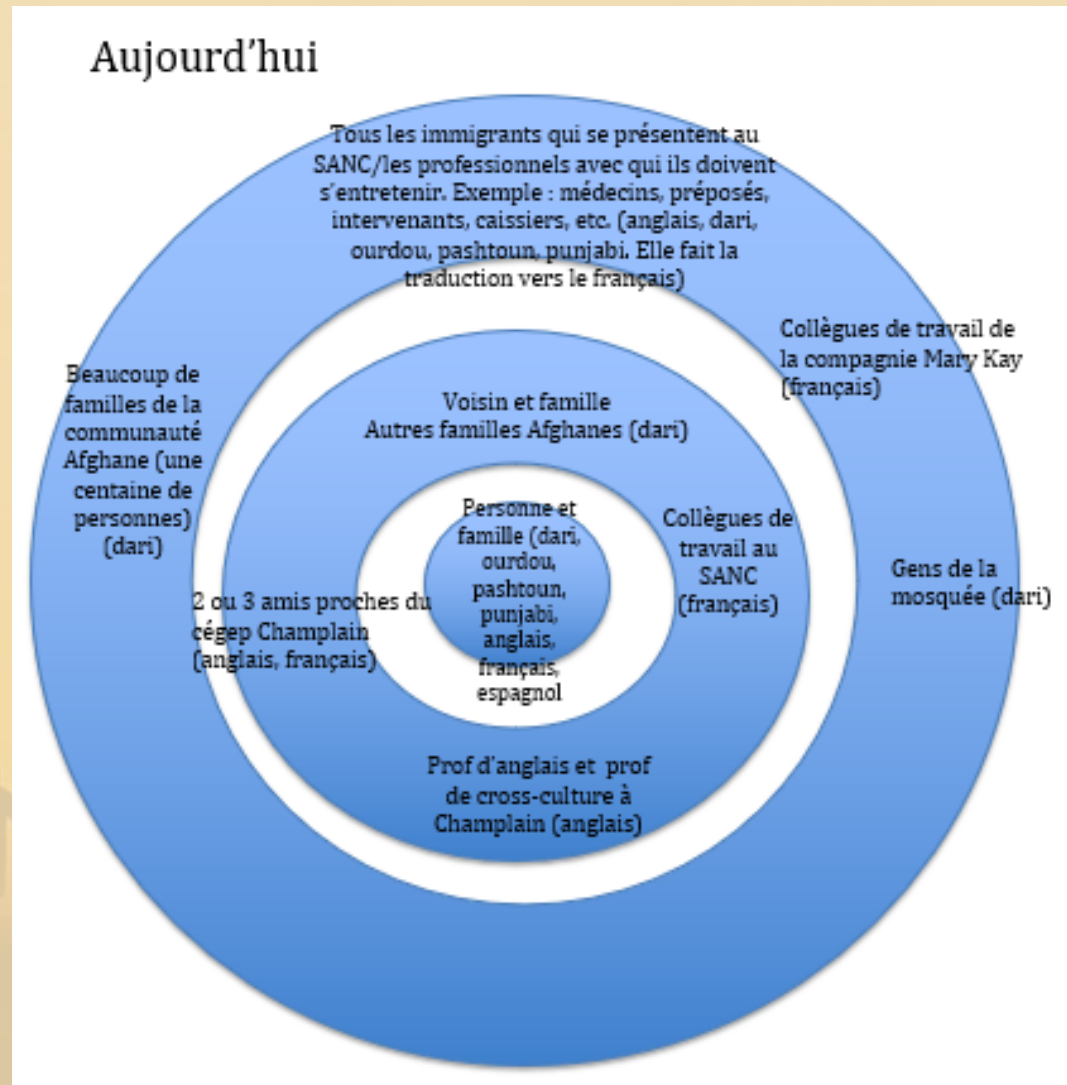 Aujourd'hui
Tous les immigrants qui se présentent au
SANC/les professionnels avec qui ils doivent
s'entretenir. Exemple : médecins, préposés,
intervenants, caissiers, etc. (anglais, dari,
ourdou, pashtoun, punjabi. Elle fait la
traduction vers le français)
Collègues de travail de
la compagnie Mary Kay
(français)
Beaucoup de
familles de la
communauté
Afghane (une
centaine de
personnes)
(dari)
Voisin et famille
Autres familles Afghanes (dari)
Personne et
famille (dari,
ourdou,
pashtoun,
punjabi,
anglais,
français,
espagnol
Collègues de
travail au
SANC
(français)
Gens de la
mosquée (dari)
2 ou 3 amis proches du
cégep Champlain
(anglais, français)
Prof d'anglais et prof
de cross-culture à
Champlain (anglais)